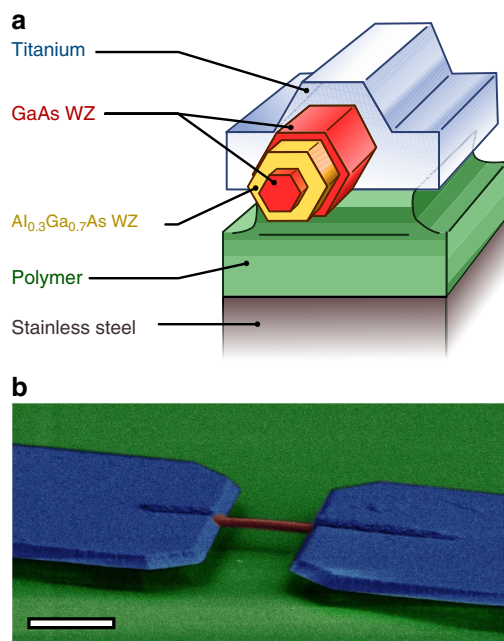 a
Titanium
GaAs WZ
Al0.3Ga0.7As WZ
Polymer
Stainless steel
b